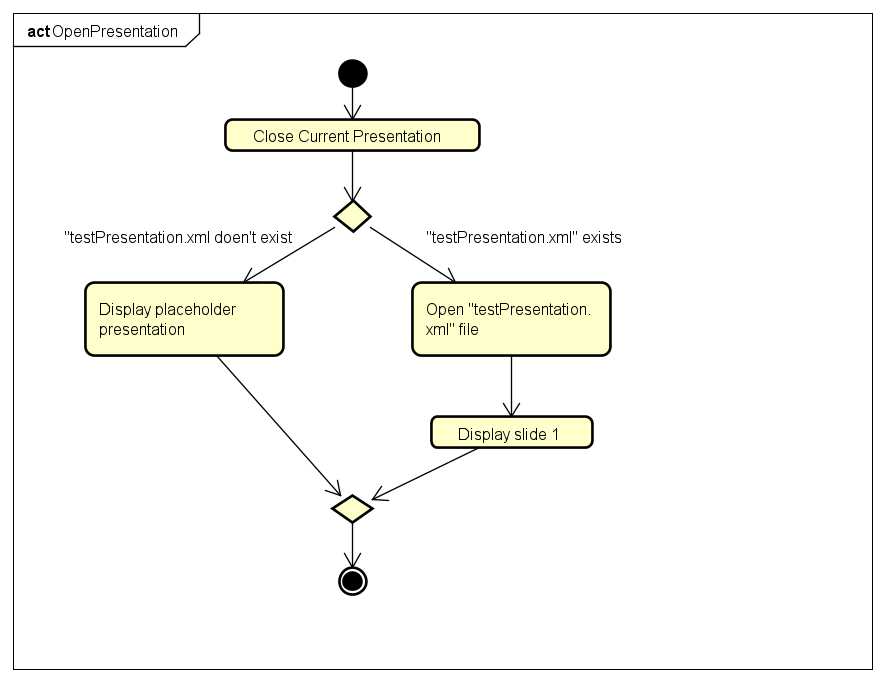 act OpenPresentation
Close Current Presentation
"testPresentation.xml doen't exist
"testPresentation.xml" exists
Display placeholder
presentation
Open "testPresentation.
xml" file
Display slide 1